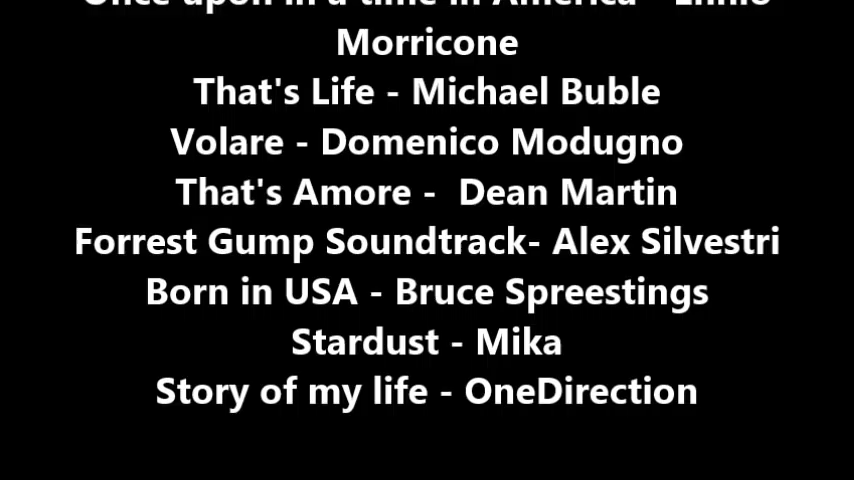 Once upon in a time in America - Ennio
Morricone
That's Life - Michael Buble
Volare - Domenico Modugno
That's Amore -  Dean Martin
Forrest Gump Soundtrack- Alex Silvestri
Born in USA - Bruce Spreestings
Stardust - Mika
Story of my life - OneDirection